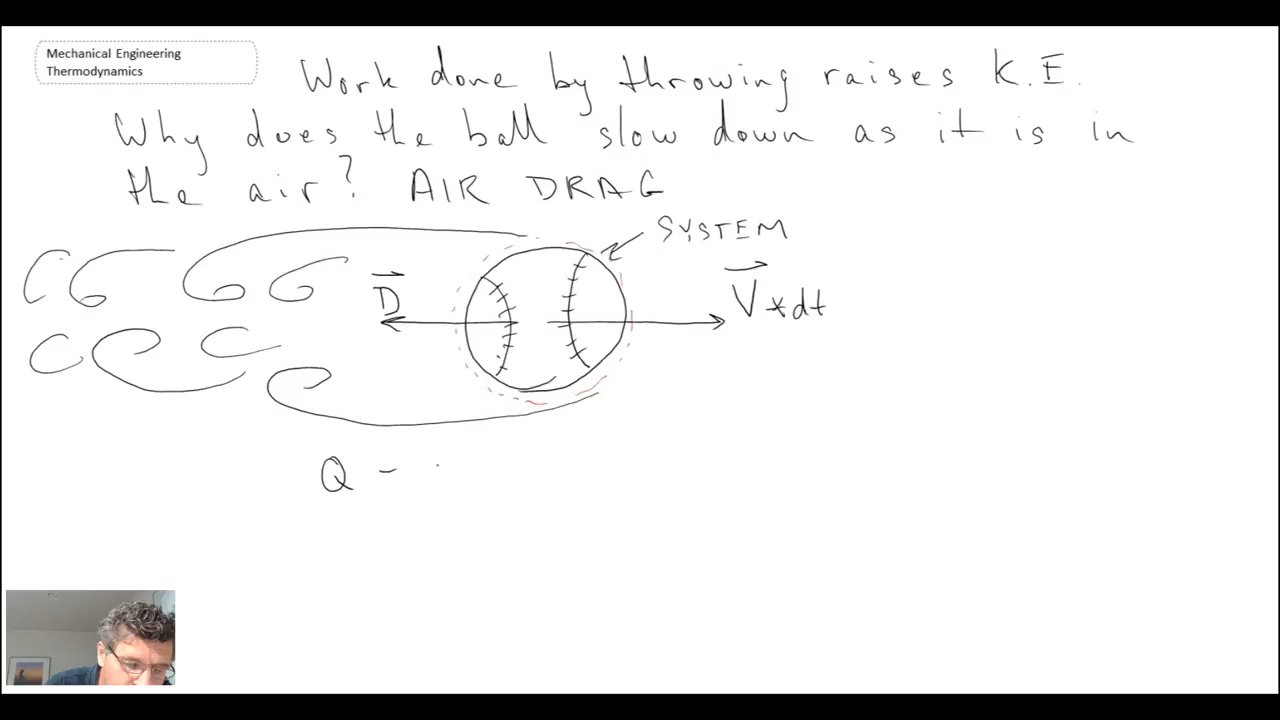 Mechanical Engineering
Thermodynamics
Work done by throwing raises K.E.
Why does the ball slow down as it is in
the air? AIR DRAG
SYSTEM
D
V * dt
Q -